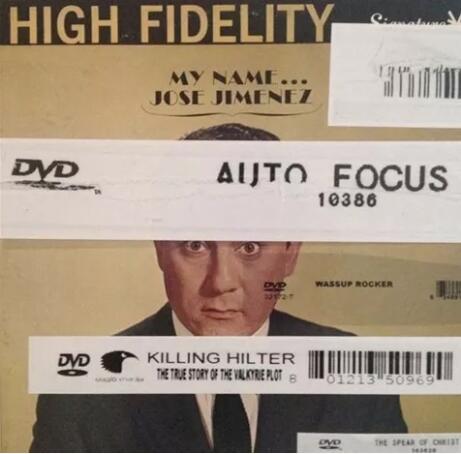 HIGH FIDELITY
Signature
MY NAME...
JOSE JIMENEZ
DVD
AUTO FOCUS
10386
DVD
WASSUP ROCKER
DVD
KILLING HILTER
THE TRUE STORY OF THE VALKYRIE PLOT
8
01213 50969
DVD
THE SPEAR OF CHRIST